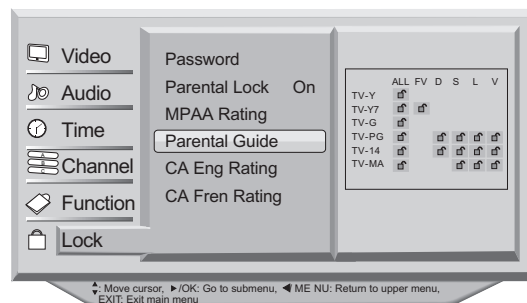 Video
Audio
Time
Channel
Function
Lock
Password
Parental Lock On
MPAA Rating
Parental Guide
CA Eng Rating
CA Fren Rating
ALL FV D S L V
TV-Y
TV-Y7
TV-G
TV-PG
TV-14
TV-MA
: Move cursor, ►/OK: Go to submenu, ◄ ME NU: Return to upper menu,
EXIT: Exit main menu